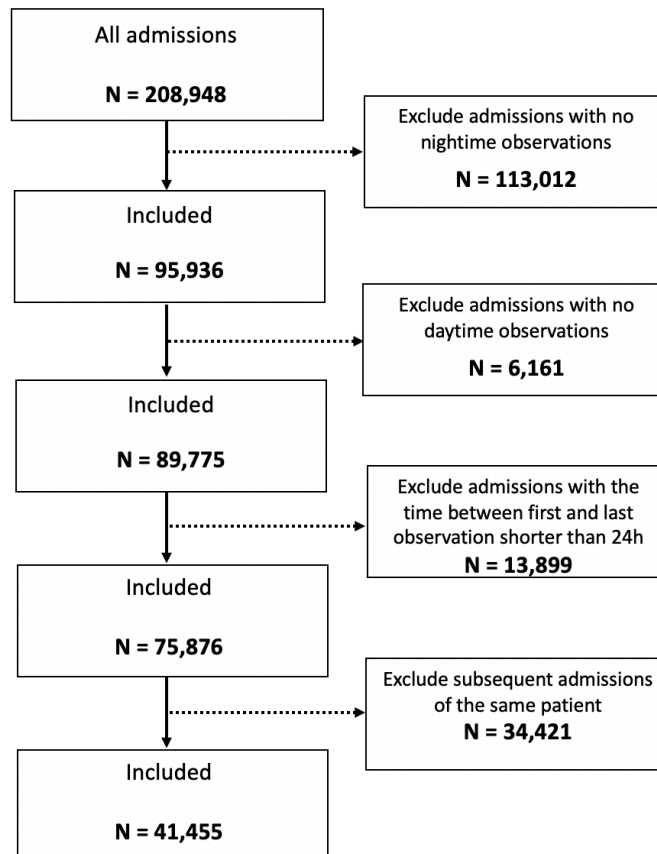 All admissions
N = 208,948
Exclude admissions with no
nightime observations
N = 113,012
Included
N = 95,936
Exclude admissions with no
daytime observations
N = 6,161
Included
N = 89,775
Exclude admissions with the
time between first and last
observation shorter than 24h
N = 13,899
Included
N = 75,876
Exclude subsequent admissions
of the same patient
N = 34,421
Included
N = 41,455